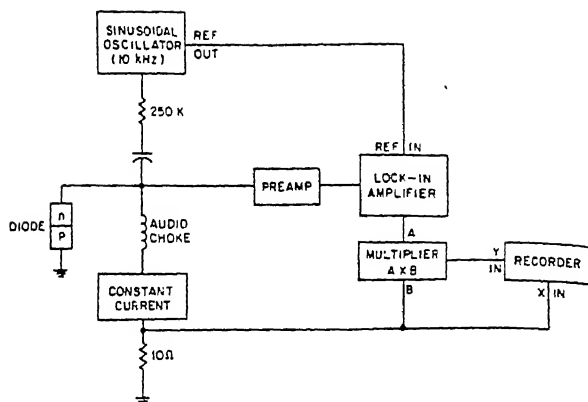 SINUSOIDAL
OSCILLATOR
(10 kHz)
REF
OUT
250 K
REF IN
LOCK-IN
AMPLIFIER
PREAMP
DIODE
n
P
AUDIO
CHOKE
A
MULTIPLIER
A X B
B
Y
IN
RECORDER
X IN
CONSTANT
CURRENT
10Ω